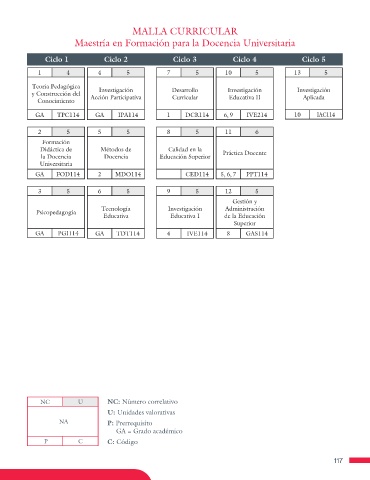 MALLA CURRICULAR
Maestría en Formación para la Docencia Universitaria
Ciclo 1 Ciclo 2 Ciclo 3 Ciclo 4 Ciclo 5
1 4 4 5 7 5 10 5 13 5
Teoría Pedagógica
y Construcción del
Conocimiento
Investigación
Acción Participativa
Desarrollo
Curricular
Investigación
Educativa II
Investigación
Aplicada
GA TPC114 GA IPA114 1 DCR114 6, 9 IVE214 10 IAC114
2 5 5 5 8 5 11 6
Formación
Didáctica de
la Docencia
Universitaria
Métodos de
Docencia
Calidad en la
Educación Superior
Práctica Docente
GA FOD114 2 MDO114 CED114 5, 6, 7 PPT114
3 5 6 5 9 5 12 5
Psicopedagogía
Tecnología
Educativa
Investigación
Educativa I
Gestión y
Administración
de la Educación
Superior
GA PGI114 GA TDT114 4 IVE114 8 GAS114
NC U
NA
P C
NC: Número correlativo
U: Unidades valorativas
P: Prerrequisito
GA = Grado académico
C: Código
117